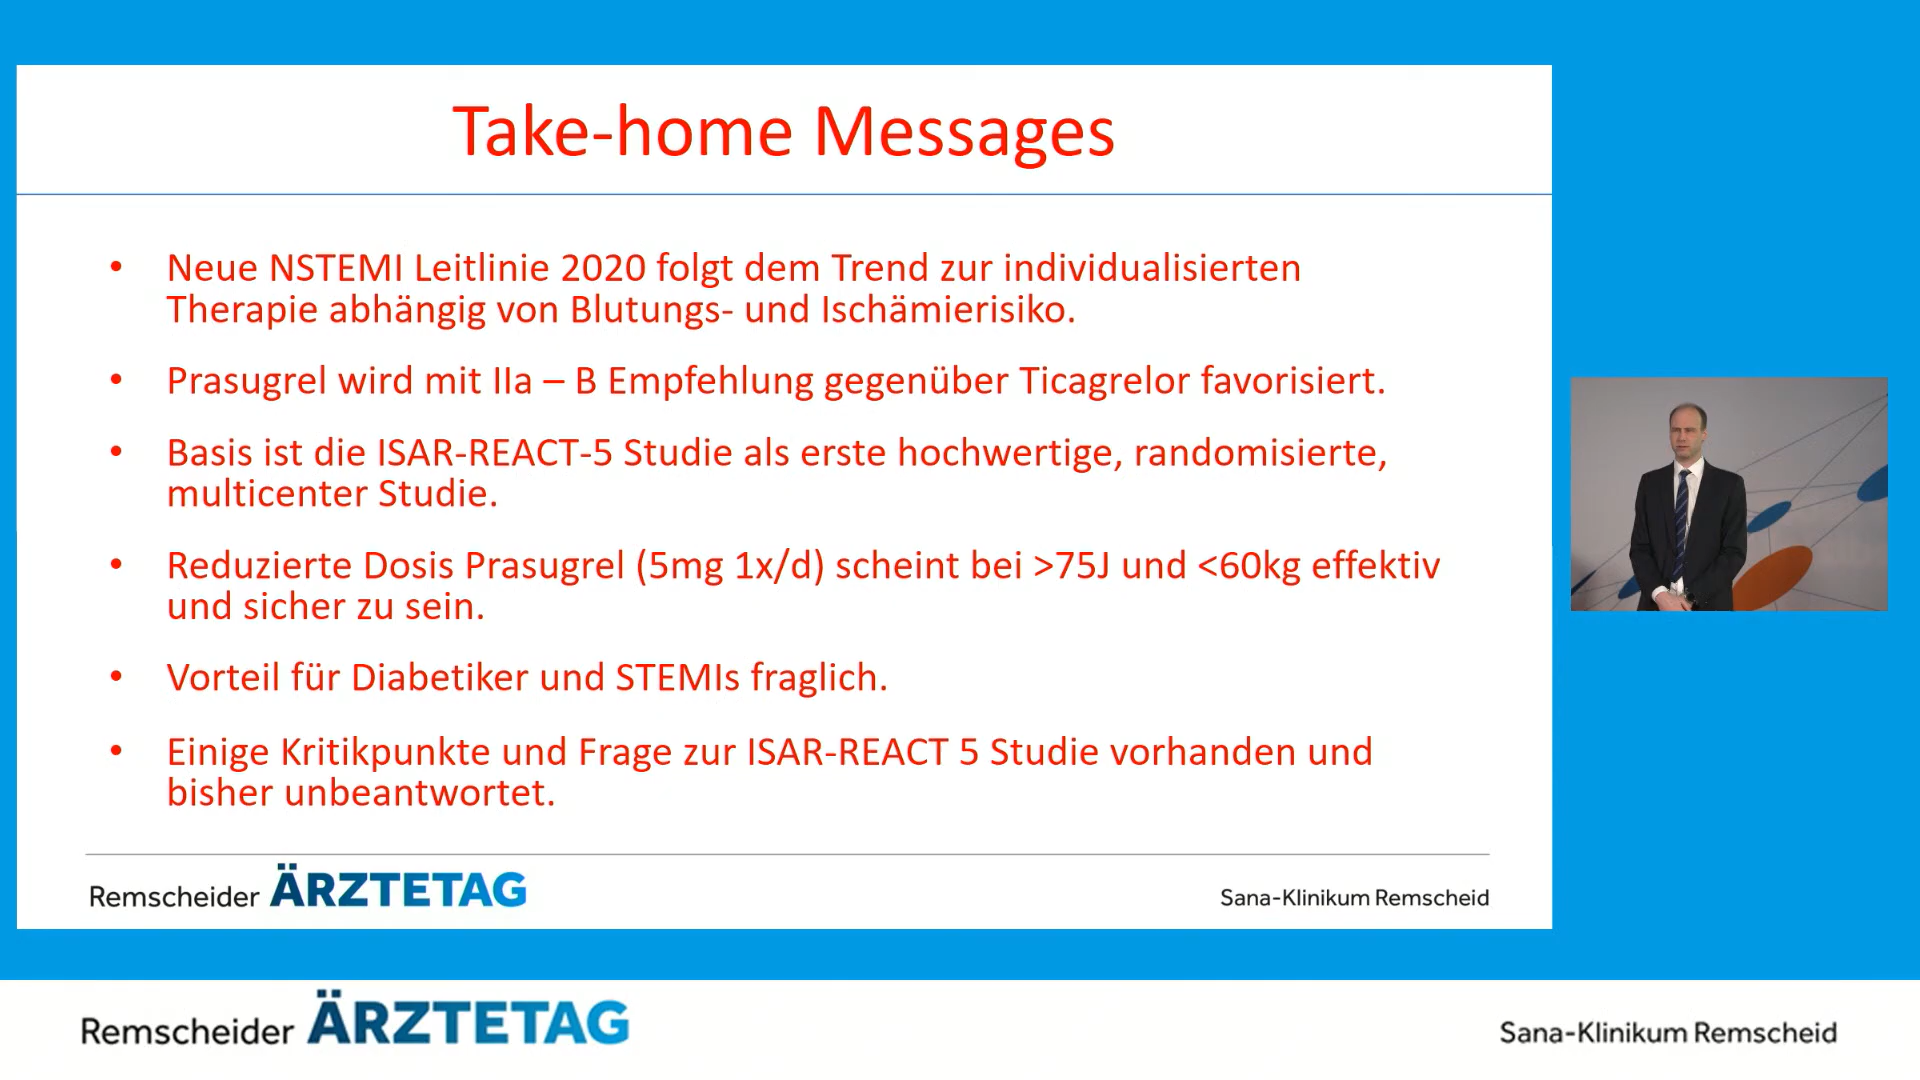 Take-home Messages
• Neue NSTEMI Leitlinie 2020 folgt dem Trend zur individualisierten
Therapie abhängig von Blutungs- und Ischämierisiko.
• Prasugrel wird mit IIa – B Empfehlung gegenüber Ticagrelor favorisiert.
• Basis ist die ISAR-REACT-5 Studie als erste hochwertige, randomisierte,
multicenter Studie.
• Reduzierte Dosis Prasugrel (5mg 1x/d) scheint bei >75J und <60kg effektiv
und sicher zu sein.
• Vorteil für Diabetiker und STEMIs fraglich.
• Einige Kritikpunkte und Frage zur ISAR-REACT 5 Studie vorhanden und
bisher unbeantwortet.
Remscheider ÄRZTETAG
Sana-Klinikum Remscheid
Remscheider ÄRZTETAG
Sana-Klinikum Remscheid